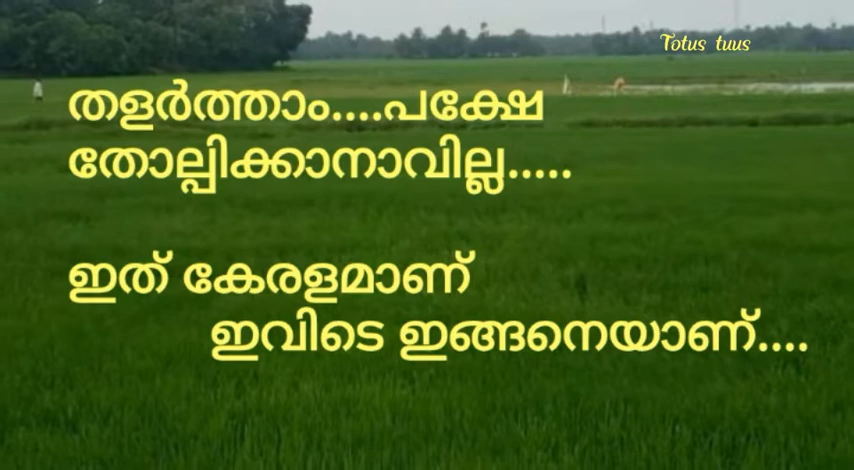 Totus tuus
തളർത്താം....പക്ഷേ
തോല്പിക്കാനാവില്ല.....
ഇത് കേരളമാണ്
ഇവിടെ ഇങ്ങനെയാണ്....